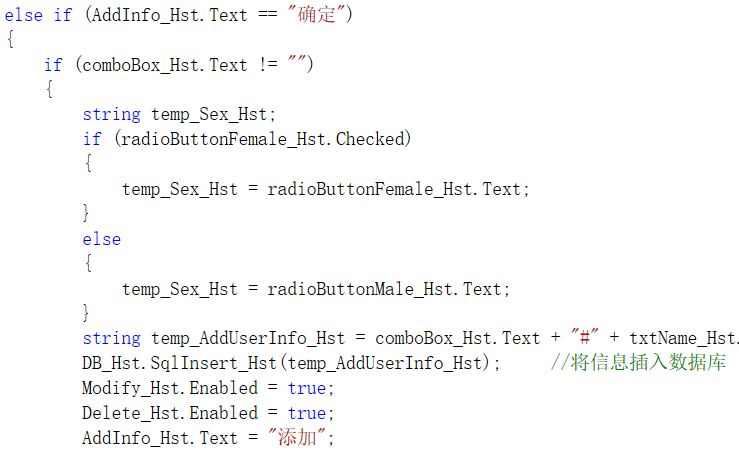 else if (AddInfo_Hst.Text == "确定")
{
if (comboBox_Hst.Text != "")
{
string temp_Sex_Hst;
if (radioButtonFemale_Hst.Checked)
{
temp_Sex_Hst = radioButtonFemale_Hst.Text;
}
else
{
temp_Sex_Hst = radioButtonMale_Hst.Text;
}
string temp_AddUserInfo_Hst = comboBox_Hst.Text + "#" + txtName_Hst.
DB_Hst.SqlInsert_Hst(temp_AddUserInfo_Hst); //将信息插入数据库
Modify_Hst.Enabled = true;
Delete_Hst.Enabled = true;
AddInfo_Hst.Text = "添加";